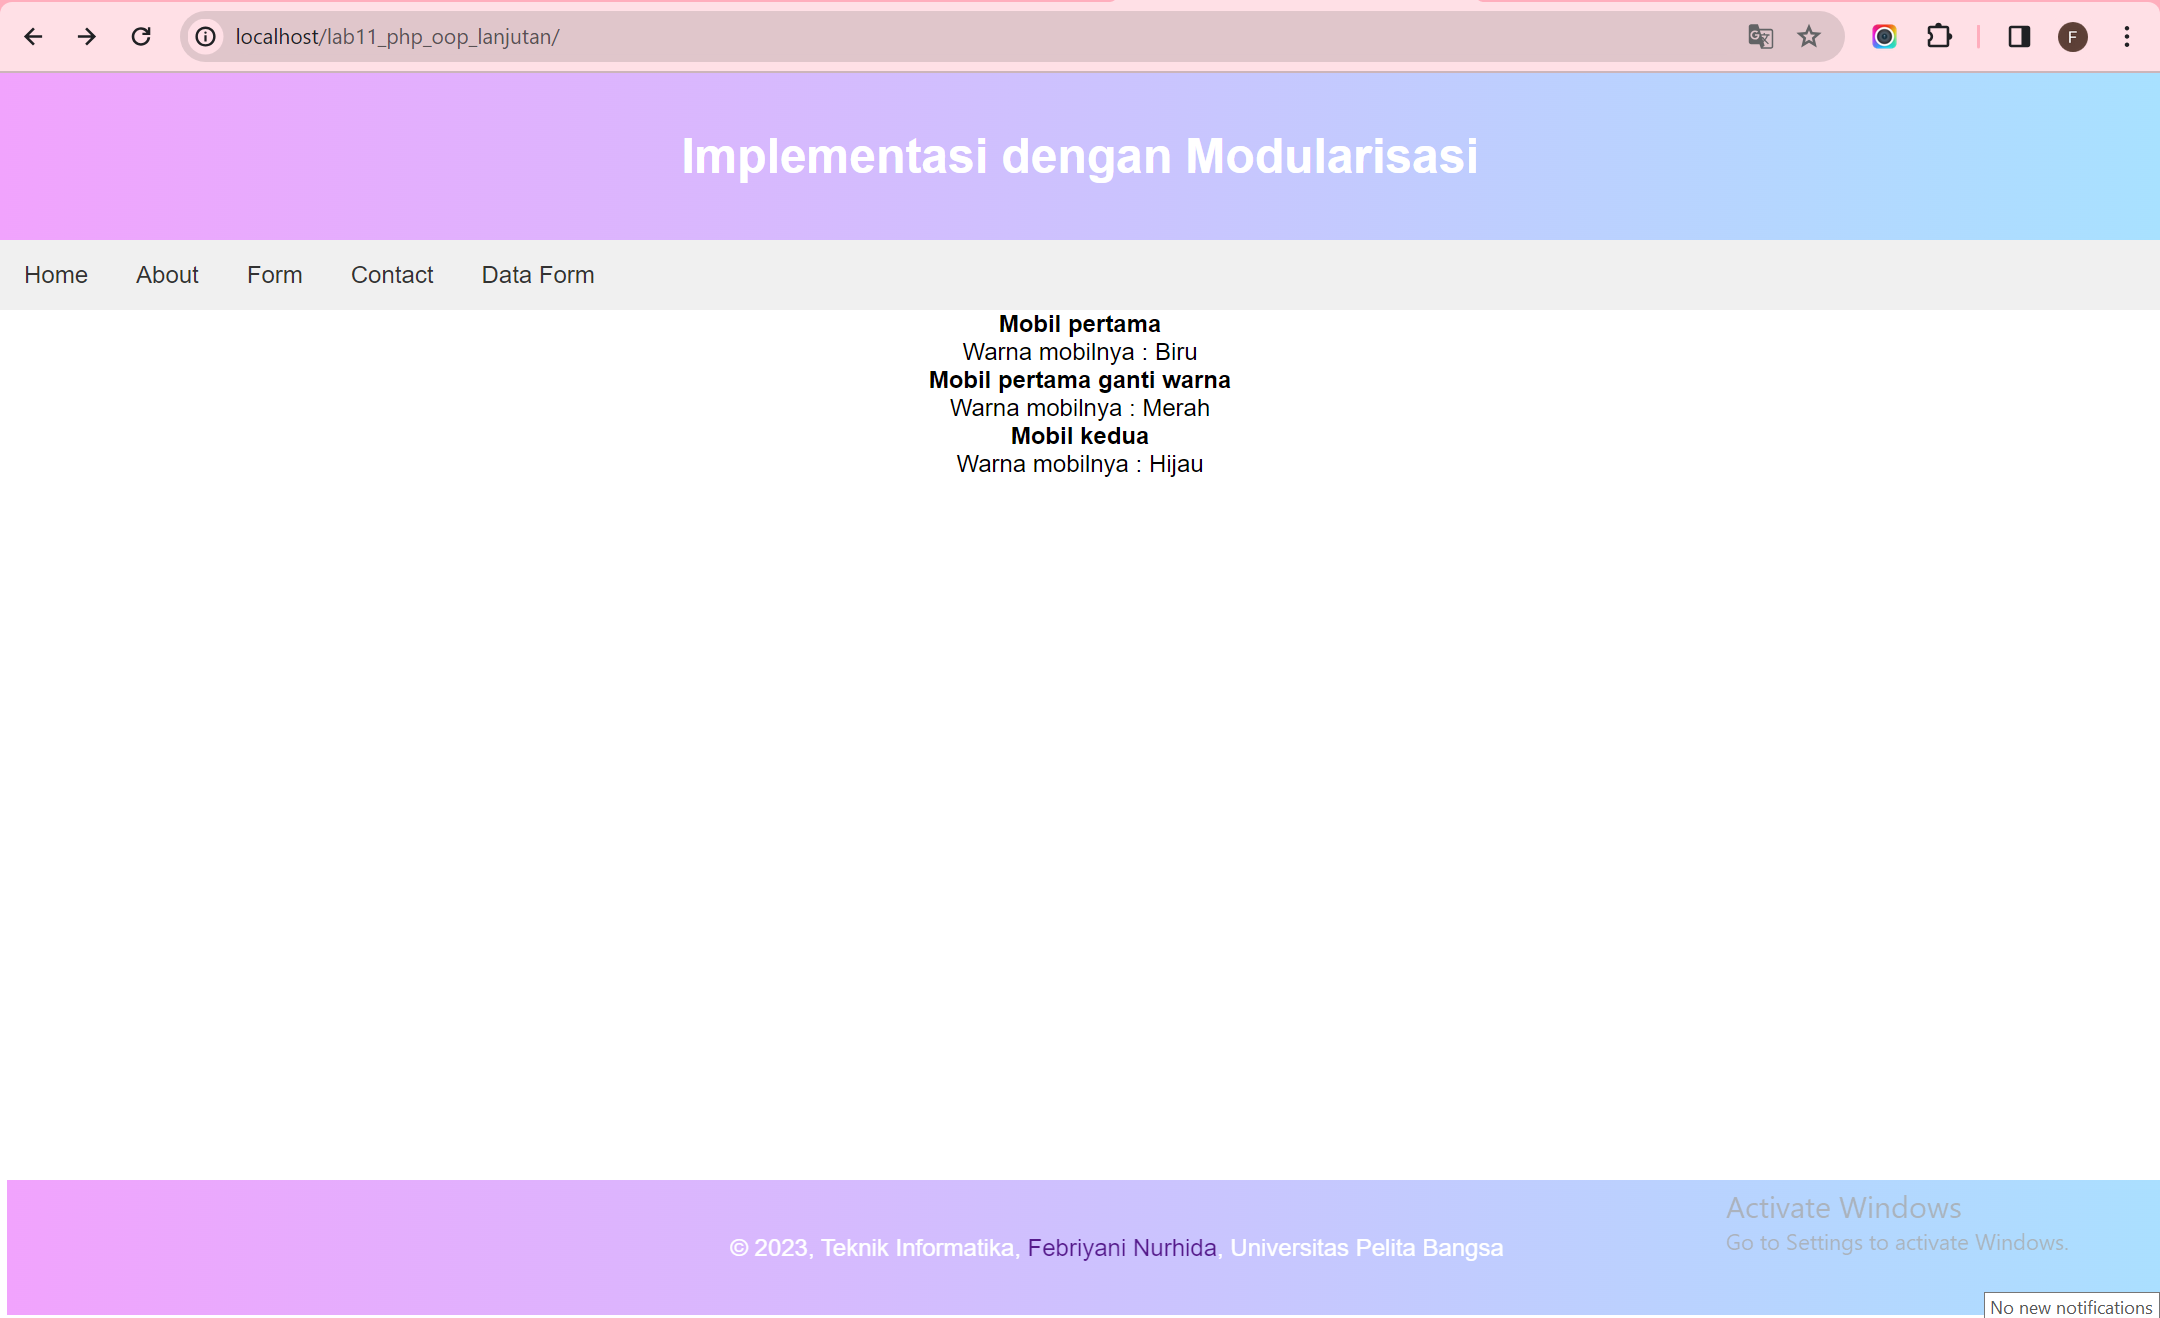 localhost/lab11_php_oop_lanjutan/
F
Implementasi dengan Modularisasi
Home About Form Contact Data Form
Mobil pertama
Warna mobilnya : Biru
Mobil pertama ganti warna
Warna mobilnya : Merah
Mobil kedua
Warna mobilnya : Hijau
© 2023, Teknik Informatika, Febriyani Nurhida, Universitas Pelita Bangsa
Activate Windows
Go to Settings to activate Windows.
No new notifications